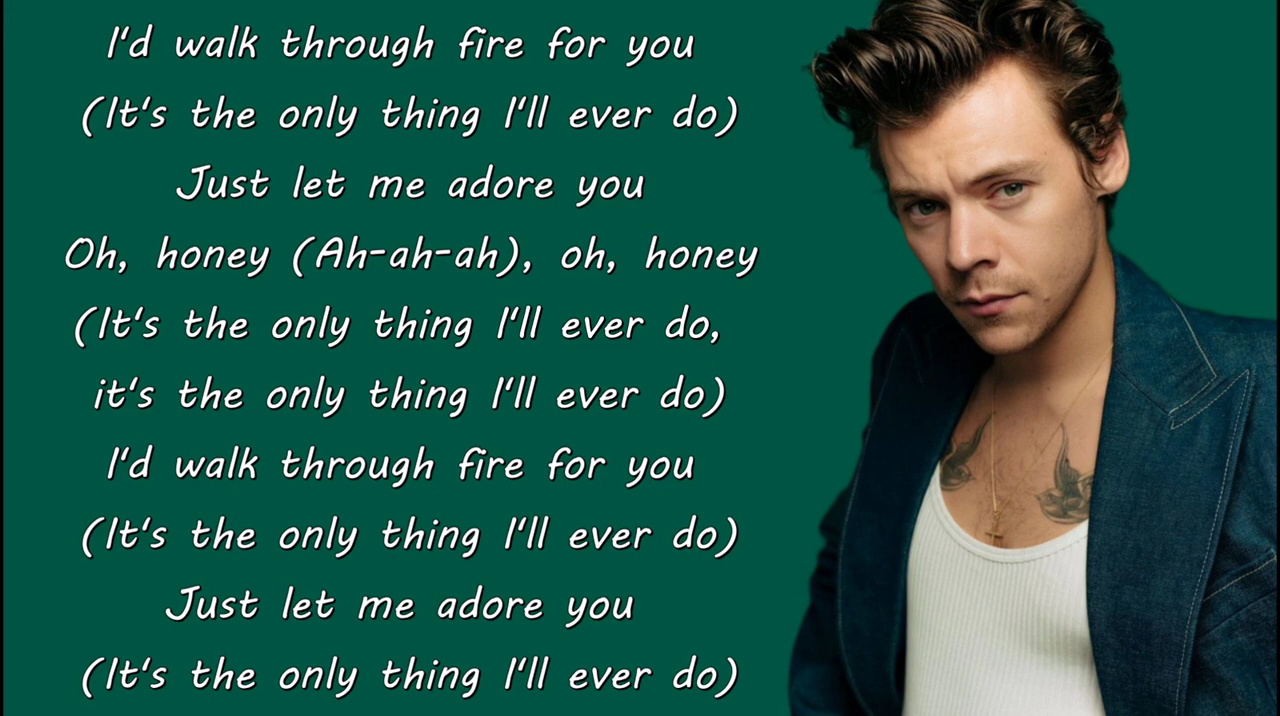 I'd walk through fire for you
(It's the only thing I'll ever do)
Just let me adore you
Oh, honey (Ah-ah-ah), oh, honey
(It's the only thing I'll ever do,
it's the only thing I'll ever do)
I'd walk through fire for you
(It's the only thing I'll ever do)
Just let me adore you
(It's the only thing I'll ever do)